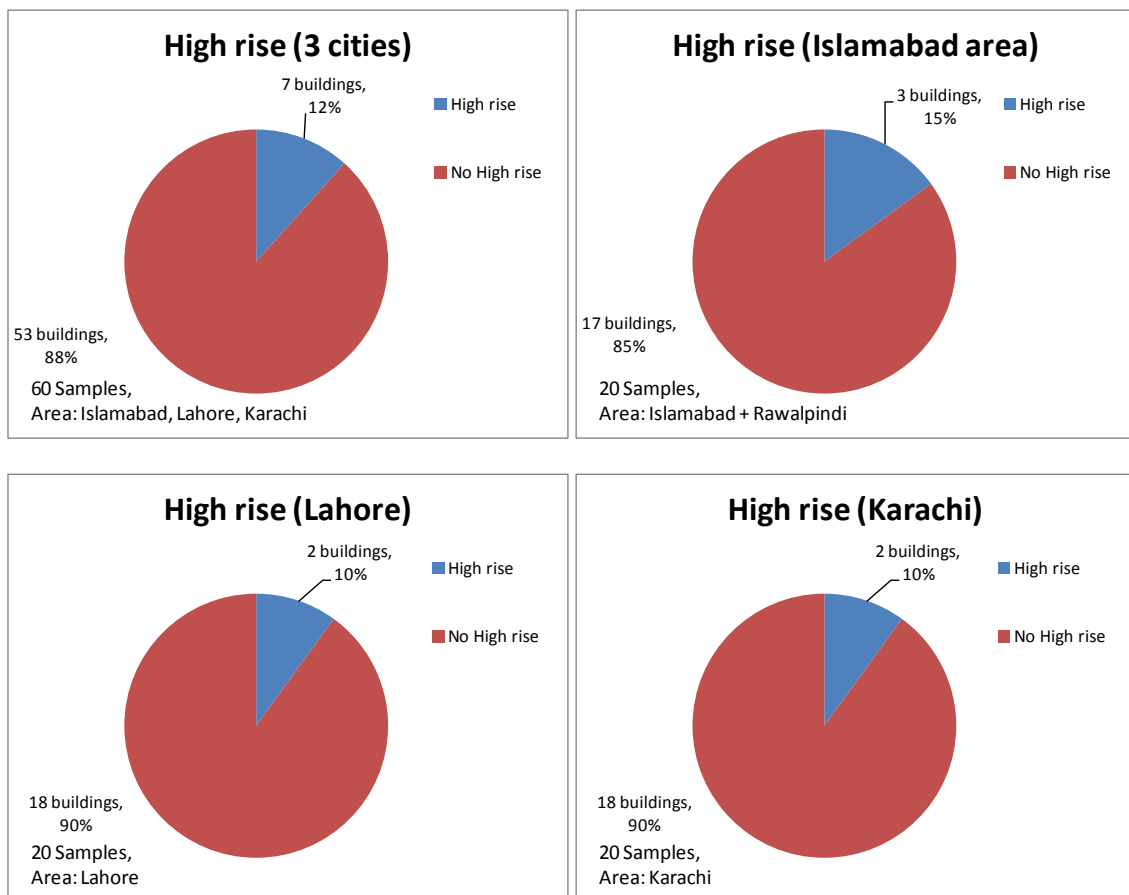 High rise (3 cities)
7 buildings,
12%
High rise
No High rise
53 buildings,
88%
60 Samples,
Area: Islamabad, Lahore, Karachi
High rise (Islamabad area)
3 buildings,
15%
High rise
No High rise
17 buildings,
85%
20 Samples,
Area: Islamabad + Rawalpindi
High rise (Lahore)
2 buildings,
10%
High rise
No High rise
18 buildings,
90%
20 Samples,
Area: Lahore
High rise (Karachi)
2 buildings,
10%
High rise
No High rise
18 buildings,
90%
20 Samples,
Area: Karachi